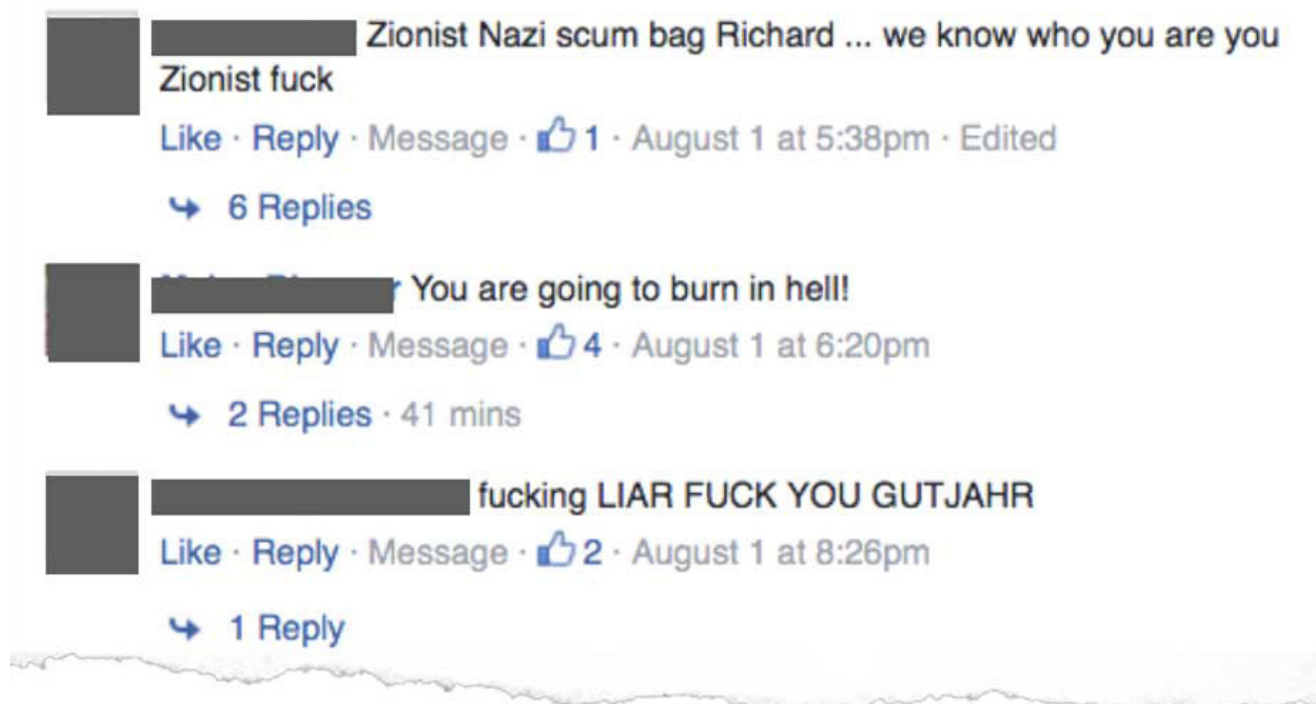 Zionist Nazi scum bag Richard ... we know who you are you
Zionist fuck
Like · Reply · Message · 1 · August 1 at 5:38pm · Edited
6 Replies
You are going to burn in hell!
Like · Reply · Message · 4 · August 1 at 6:20pm
2 Replies · 41 mins
fucking LIAR FUCK YOU GUTJAHR
Like · Reply · Message · 2 · August 1 at 8:26pm
1 Reply